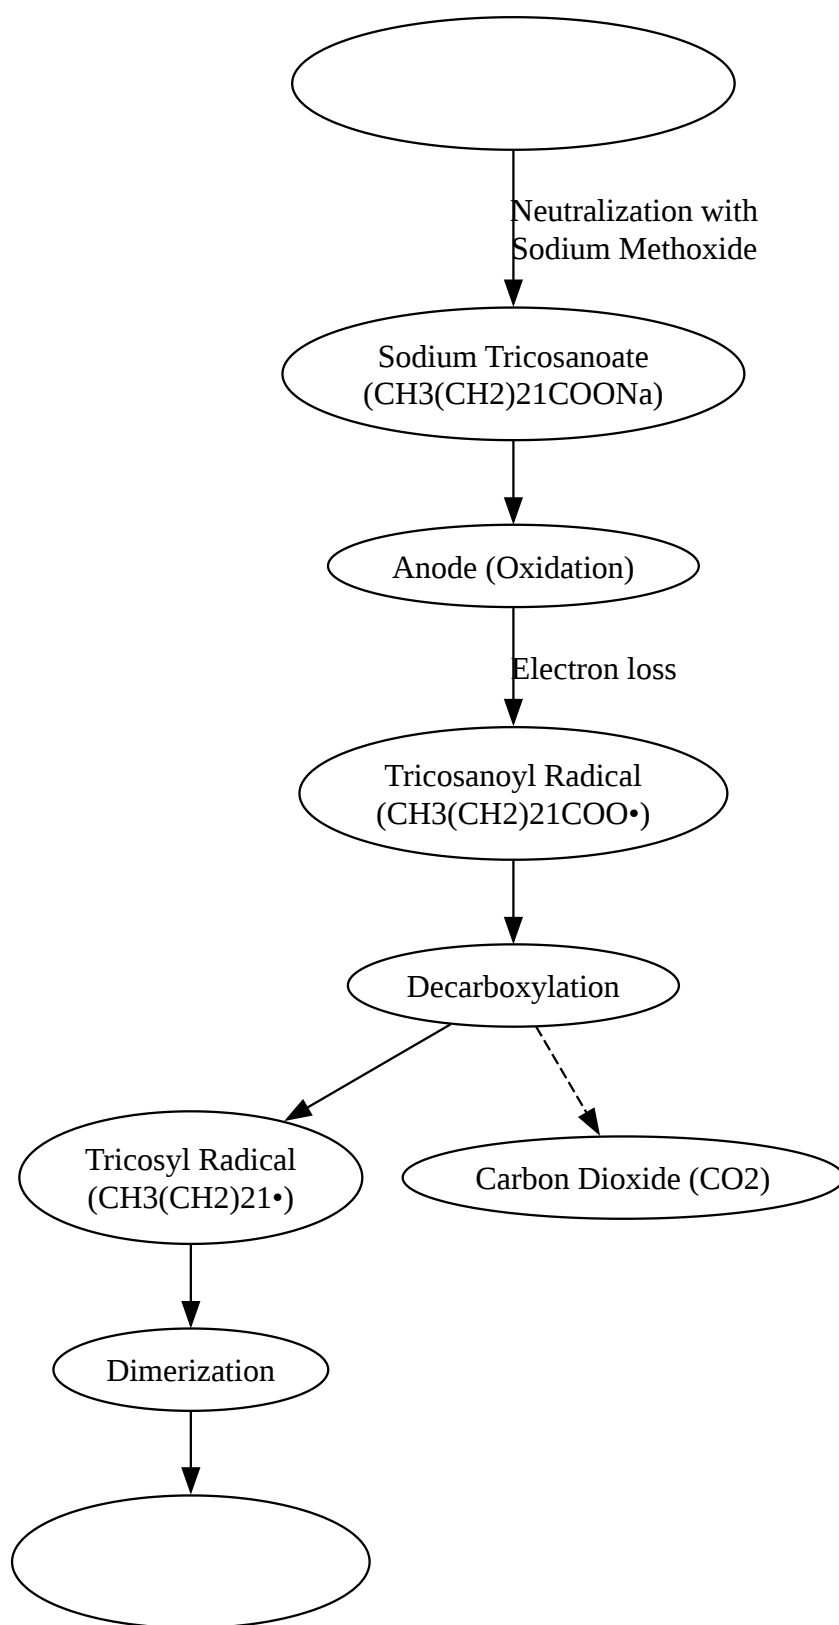 Neutralization with
Sodium Methoxide
Sodium Tricosanoate
(CH3(CH2)21COONa)
Anode (Oxidation)
Electron loss
Tricosanoyl Radical
(CH3(CH2)21COO•)
Decarboxylation
Tricosyl Radical
(CH3(CH2)21•)
Carbon Dioxide (CO2)
Dimerization